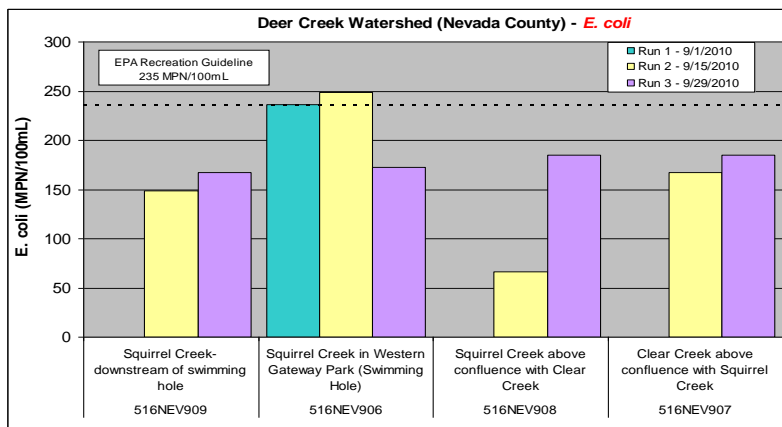 Deer Creek Watershed (Nevada County) - E. coli
300
250
200
150
100
50
0
E. coli (MPN/100mL)
EPA Recreation Guideline
235 MPN/100mL
Run 1 - 9/1/2010
Run 2 - 9/15/2010
Run 3 - 9/29/2010
Squirrel Creek-
downstream of swimming
hole
516NEV909
Squirrel Creek in Western
Gateway Park (Swimming
Hole)
516NEV906
Squirrel Creek above
confluence with Clear
Creek
516NEV908
Clear Creek above
confluence with Squirrel
Creek
516NEV907